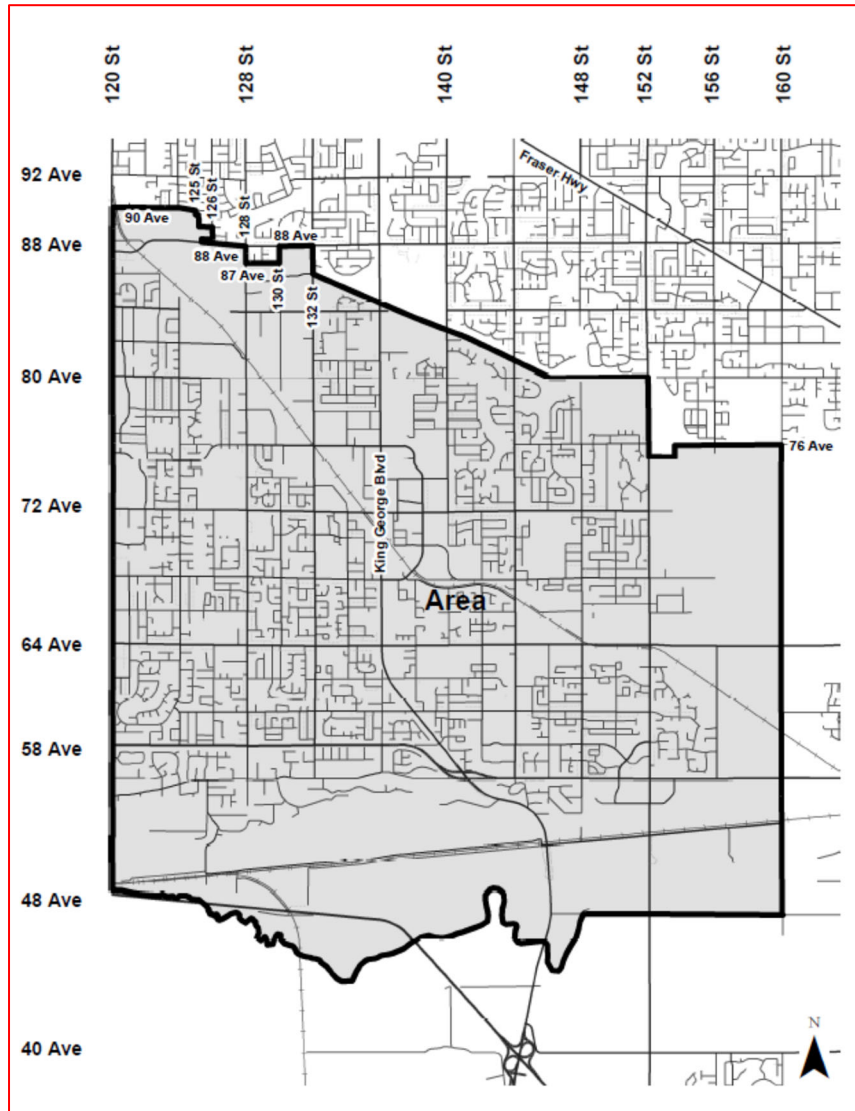 120 St
128 St
140 St
148 St
152 St
156 St
160 St
92 Ave
Fraser Hwy
125 St
126 St
128 St
90 Ave
88 Ave
88 Ave
88 Ave
87 Ave
130 St
132 St
80 Ave
76 Ave
72 Ave
King George Blvd
Area
64 Ave
58 Ave
48 Ave
40 Ave
N